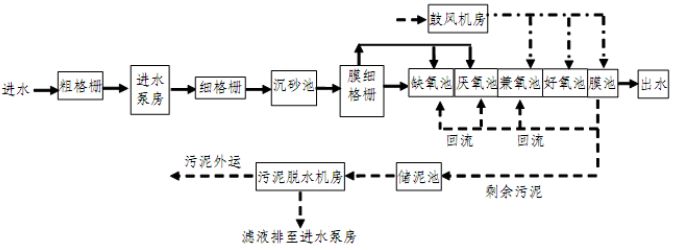 鼓风机房
进水
粗格栅
进水
泵房
细格栅
沉砂池
膜细
格栅
缺氧池
厌氧池
兼氧池
好氧池
膜池
出水
回流
回流
污泥外运
污泥脱水机房
储泥池
剩余污泥
滤液排至进水泵房